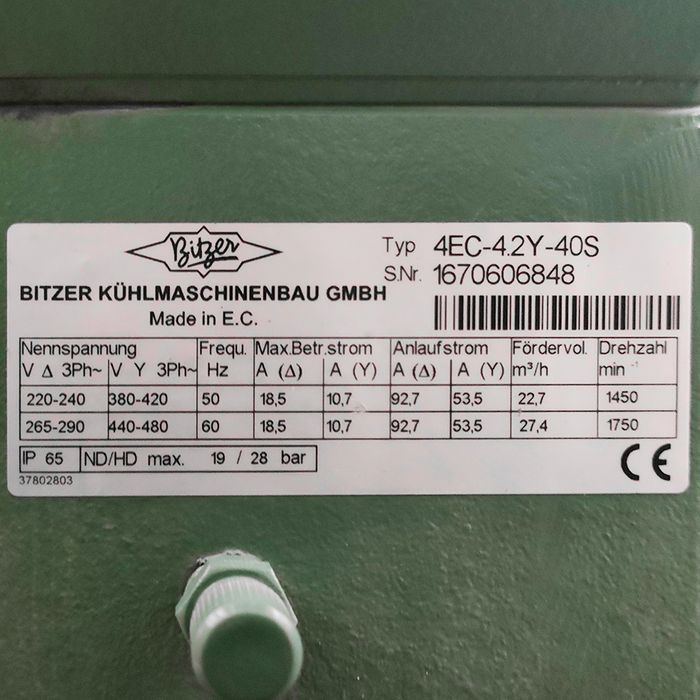 Bitzer
Typ 4EC-4.2Y-40S
S.Nr. 1670606848
BITZER KÜHLMASCHINENBAU GMBH
Made in E.C.
Nennspannung Frequ. Max.Betr.strom Anlaufstrom Fördervol. Drehzahl
V Δ 3Ph~ V Y 3Ph~ Hz A (Δ) A (Y) A (Δ) A (Y) m³/h min -1
220-240 380-420 50 18,5 10,7 92,7 53,5 22,7 1450
265-290 440-480 60 18,5 10,7 92,7 53,5 27,4 1750
IP 65 ND/HD max. 19 / 28 bar
CE
37802803